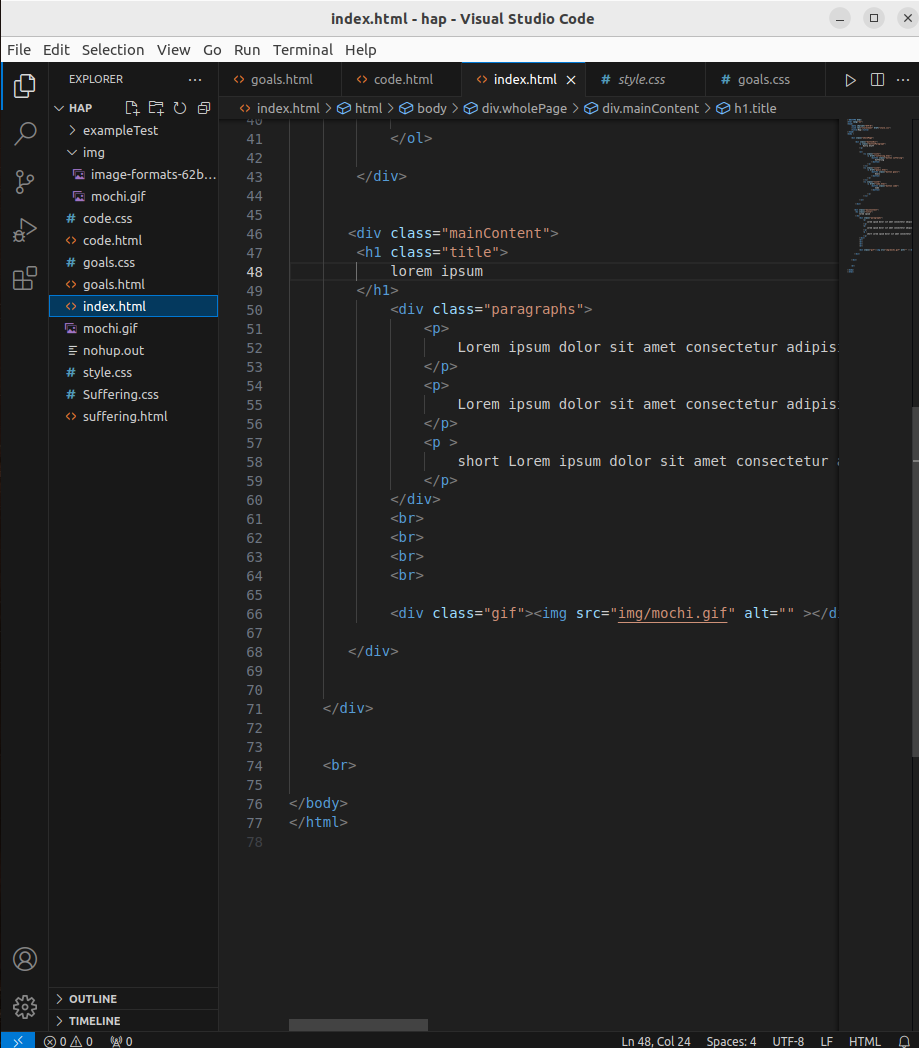 index.html - hap - Visual Studio Code
File Edit Selection View Go Run Terminal Help
EXPLORER
goals.html code.html index.html style.css goals.css
HAP
index.html > html > body > div.wholePage > div.mainContent > h1.title
exampleTest
img
image-formats-62b...
mochi.gif
code.css
code.html
goals.css
goals.html
index.html
mochi.gif
nohup.out
style.css
Suffering.css
suffering.html
OUTLINE
TIMELINE
40
41 </ol>
42
43 </div>
44
45
46 <div class="mainContent">
47 <h1 class="title">
48 lorem ipsum
49 </h1>
50 <div class="paragraphs">
51 <p>
52 Lorem ipsum dolor sit amet consectetur adipis
53 </p>
54 <p>
55 Lorem ipsum dolor sit amet consectetur adipis
56 </p>
57 <p >
58 short Lorem ipsum dolor sit amet consectetur
59 </p>
60 </div>
61 <br>
62 <br>
63 <br>
64 <br>
65
66 <div class="gif"><img src="img/mochi.gif" alt="" ></d
67
68 </div>
69
70
71 </div>
72
73
74 <br>
75
76 </body>
77 </html>
78
0 0 0 Ln 48, Col 24 Spaces: 4 UTF-8 LF HTML